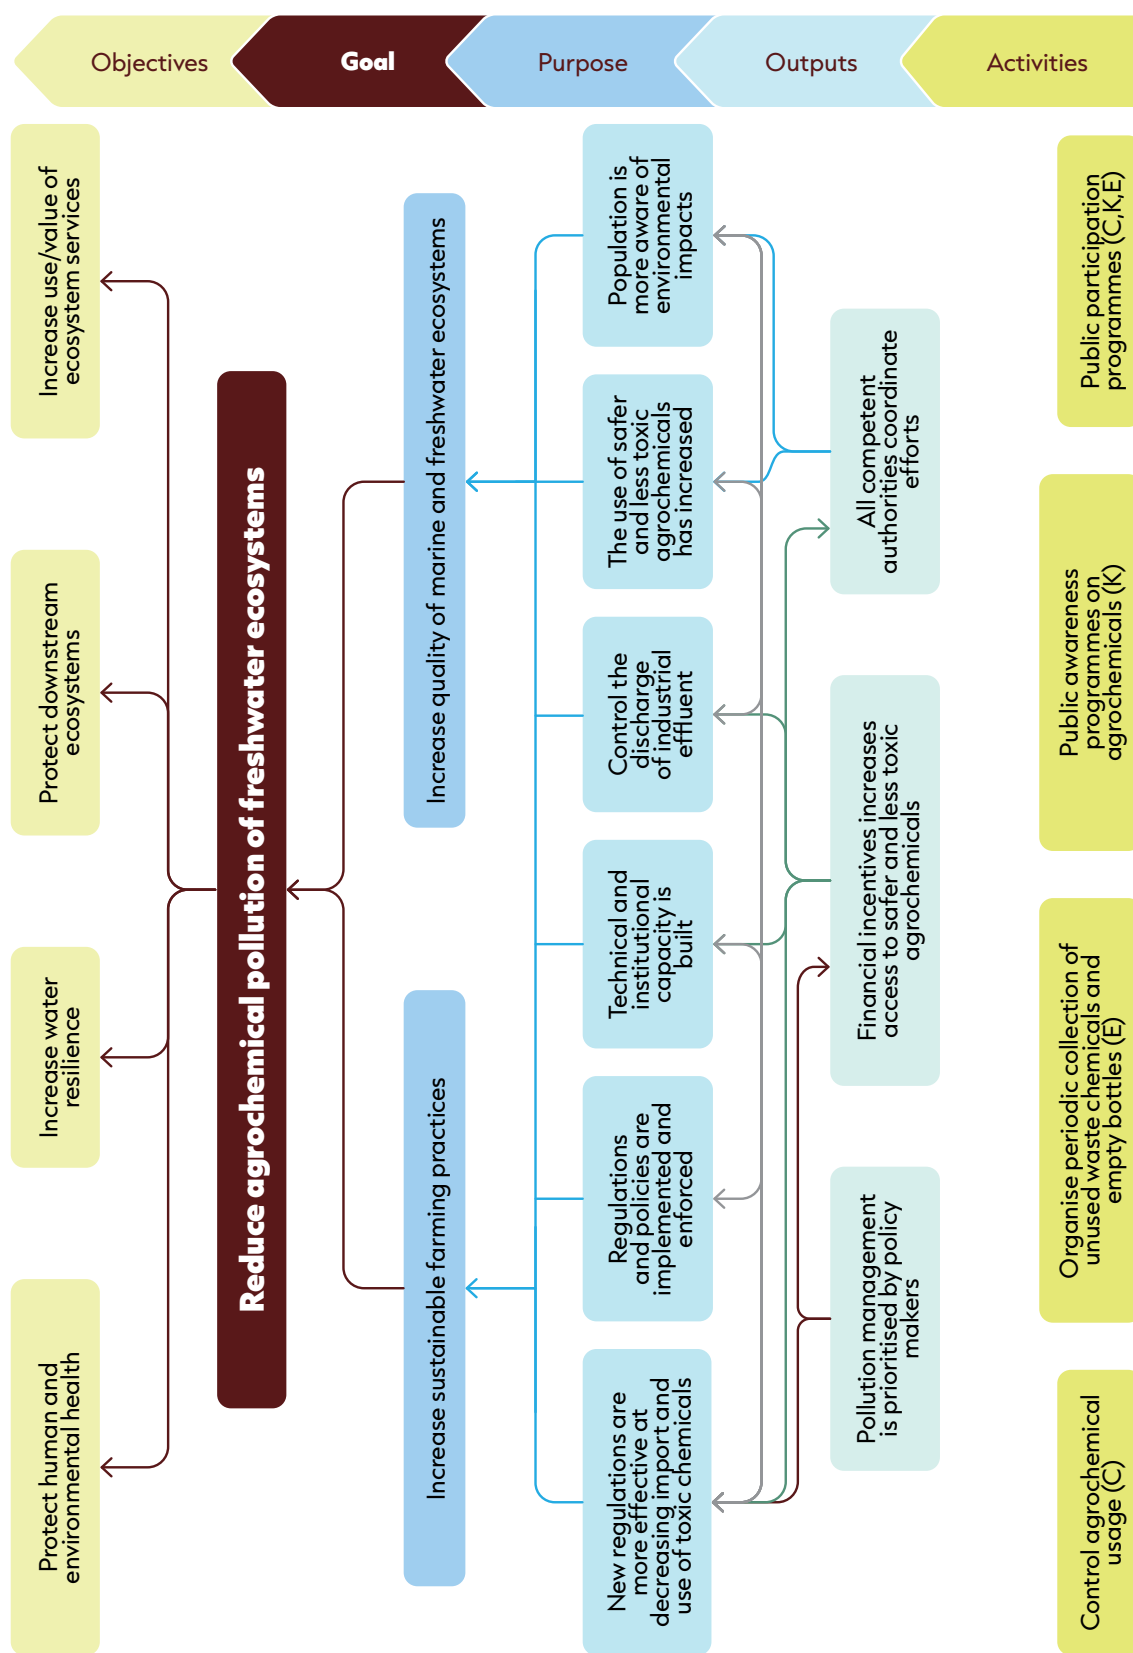 Objectives
Goal
Purpose
Outputs
Activities
Increase use/value of
ecosystem services
Protect downstream
ecosystems
Increase water
resilience
Protect human and
environmental health
Reduce agrochemical pollution of freshwater ecosystems
Increase quality of marine and freshwater ecosystems
Increase sustainable farming practices
Population is
more aware of
environmental
impacts
The use of safer
and less toxic
agrochemicals
has increased
Control the
discharge
of industrial
effluent
Technical and
institutional
capacity is
built
Regulations
and policies are
implemented and
enforced
New regulations are
more effective at
decreasing import and
use of toxic chemicals
All competent
authorities coordinate
efforts
Financial incentives increases
access to safer and less toxic
agrochemicals
Pollution management
is prioritised by policy
makers
Public participation
programmes (C,K,E)
Public awareness
programmes on
agrochemicals (K)
Organise periodic collection of
unused waste chemicals and
empty bottles (E)
Control agrochemical
usage (C)